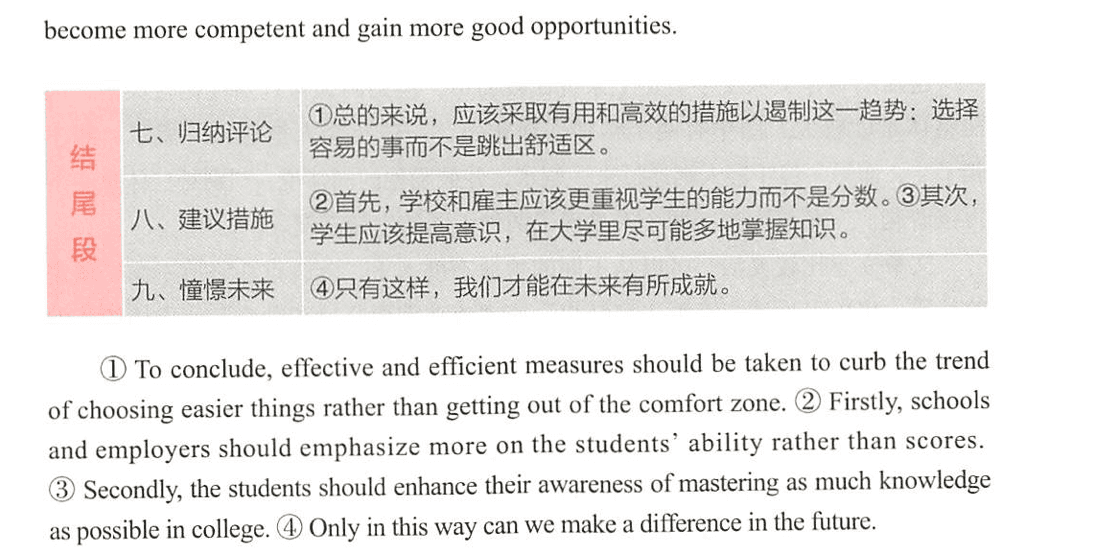 become more competent and gain more good opportunities.
结尾段
七、归纳评论
①总的来说，应该采取有用和高效的措施以遏制这一趋势：选择
容易的事而不是跳出舒适区。
八、建议措施
②首先，学校和雇主应该更重视学生的能力而不是分数。③其次，
学生应该提高意识，在大学里尽可能多地掌握知识。
九、憧憬未来
④只有这样，我们才能在未来有所成就。
① To conclude, effective and efficient measures should be taken to curb the trend
of choosing easier things rather than getting out of the comfort zone. ② Firstly, schools
and employers should emphasize more on the students’ ability rather than scores.
③ Secondly, the students should enhance their awareness of mastering as much knowledge
as possible in college. ④ Only in this way can we make a difference in the future.